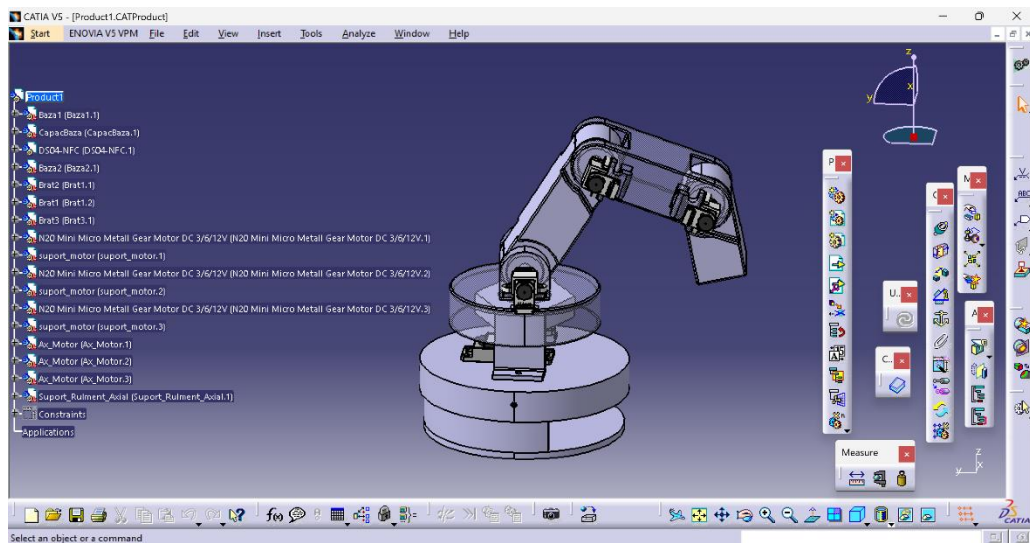 CATIA V5 - [Product1.CATProduct]
Start ENOVIA V5 VPM File Edit View Insert Tools Analyze Window Help
Product1
Baza1 (Baza1.1)
CapacBaza (CapacBaza.1)
DS04-NFC (DS04-NFC.1)
Baza2 (Baza2.1)
Brat2 (Brat1.1)
Brat1 (Brat1.2)
Brat3 (Brat3.1)
N20 Mini Micro Metall Gear Motor DC 3/6/12V (N20 Mini Micro Metall Gear Motor DC 3/6/12V.1)
suport_motor (suport_motor.1)
N20 Mini Micro Metall Gear Motor DC 3/6/12V (N20 Mini Micro Metall Gear Motor DC 3/6/12V.2)
suport_motor (suport_motor.2)
N20 Mini Micro Metall Gear Motor DC 3/6/12V (N20 Mini Micro Metall Gear Motor DC 3/6/12V.3)
suport_motor (suport_motor.3)
Ax_Motor (Ax_Motor.1)
Ax_Motor (Ax_Motor.2)
Ax_Motor (Ax_Motor.3)
Suport_Rulment_Axial (Suport_Rulment_Axial.1)
Constraints
Applications
z
y
x
P...
M...
U...
A...
C...
Measure
z
y x
f(x)
CATIA
Select an object or a command